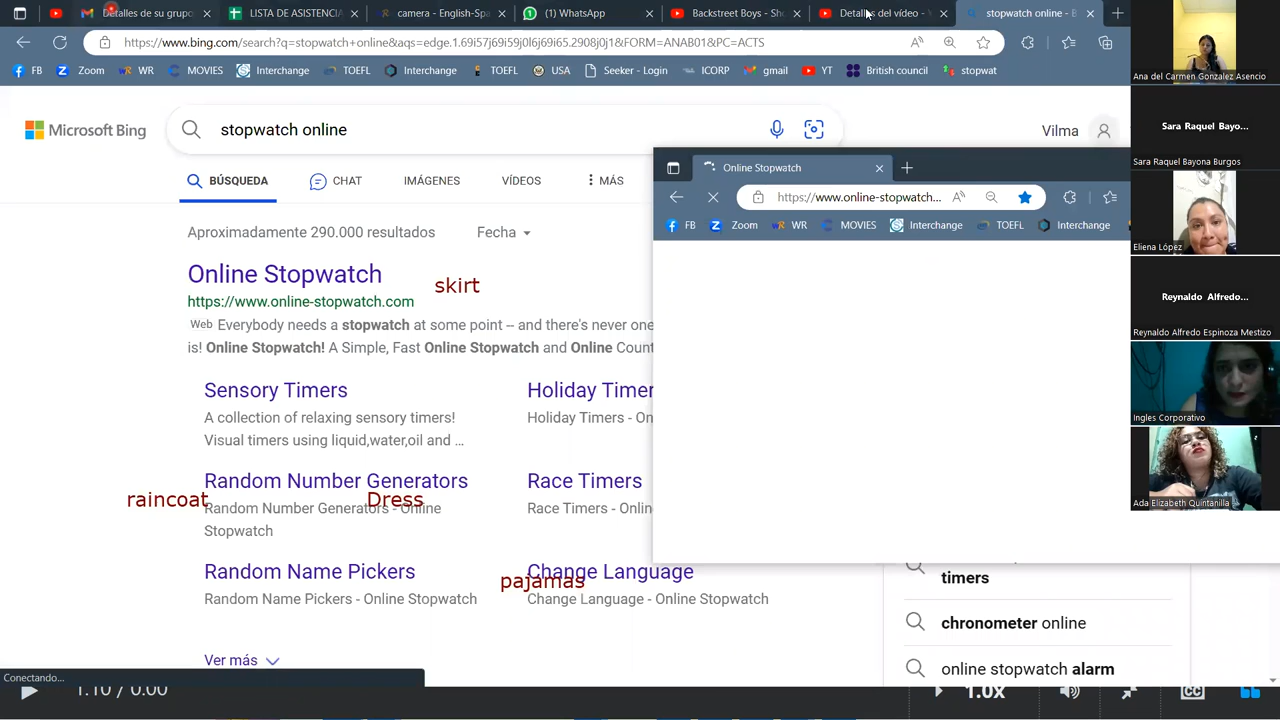 Detalles de su grupo
LISTA DE ASISTENCIA
camera - English-Spa
(1) WhatsApp
Backstreet Boys - Sho
Detalles del vídeo - Y
stopwatch online - B
https://www.bing.com/search?q=stopwatch+online&aqs=edge.1.69i57j69i59j0l6j69i65.2908j0j1&FORM=ANAB01&PC=ACTS
FB
Zoom
WR
MOVIES
Interchange
TOEFL
Interchange
TOEFL
USA
Seeker - Login
ICORP
gmail
YT
British council
stopwat
Microsoft Bing
stopwatch online
Vilma
BÚSQUEDA
CHAT
IMÁGENES
VÍDEOS
MÁS
Aproximadamente 290.000 resultados
Fecha
Online Stopwatch
skirt
https://www.online-stopwatch.com
Web Everybody needs a stopwatch at some point -- and there's never one
is! Online Stopwatch! A Simple, Fast Online Stopwatch and Online Count
Sensory Timers
A collection of relaxing sensory timers!
Visual timers using liquid,water,oil and ...
Holiday Timer
Holiday Timers - On
Random Number Generators
raincoat
Dress
Random Number Generators - Online
Stopwatch
Race Timers
Race Timers - Onlin
Random Name Pickers
Random Name Pickers - Online Stopwatch
pajamas
Change Language
Change Language - Online Stopwatch
Ver más
Conectando...
1:10 / 0:00
1.0x
CC
Online Stopwatch
https://www.online-stopwatch...
FB
Zoom
WR
MOVIES
Interchange
TOEFL
Interchange
timers
chronometer online
online stopwatch alarm
Ana del Carmen Gonzalez Asencio
Sara Raquel Bayo...
Sara Raquel Bayona Burgos
Eliena López
Reynaldo Alfredo...
Reynaldo Alfredo Espinoza Mestizo
Ingles Corporativo
Ada Elizabeth Quintanilla